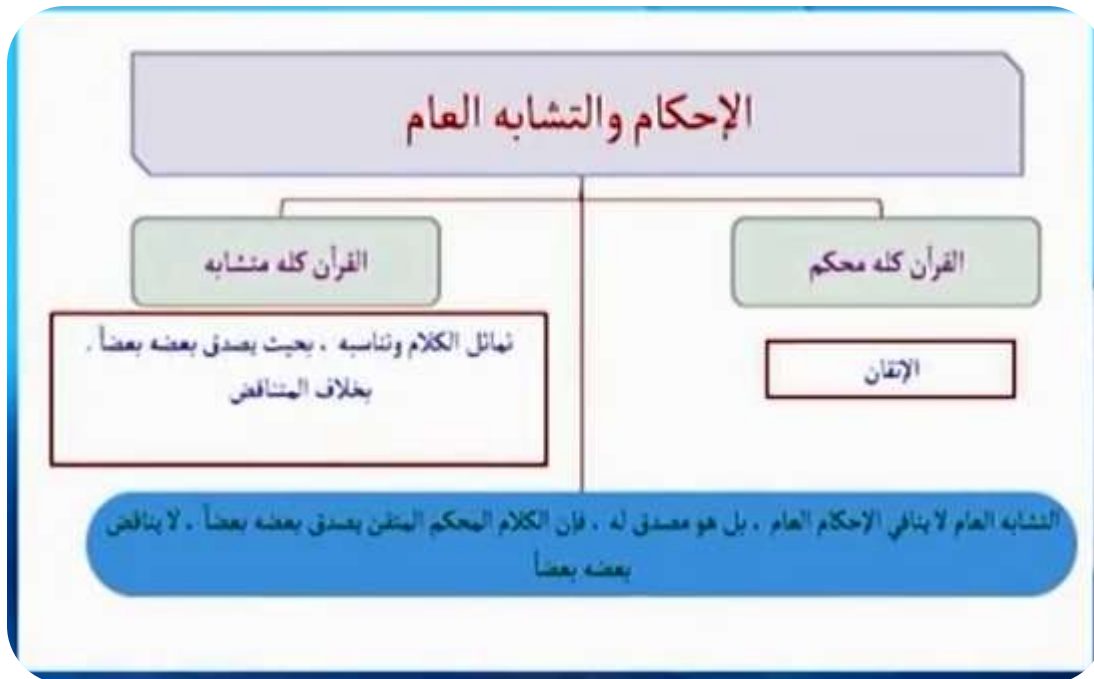 الإحكام والتشابه العام
القرآن كله محكم
القرآن كله متشابه
الإتقان
تماثل الكلام وتناسبه ، بحيث يصدق بعضه بعضاً ،
بخلاف المتناقض
التشابه العام لا ينافي الإحكام العام ، بل هو مصدق له ، فإن الكلام المحكم المتقن يصدق بعضه بعضاً ، لا يناقض
بعضه بعضاً